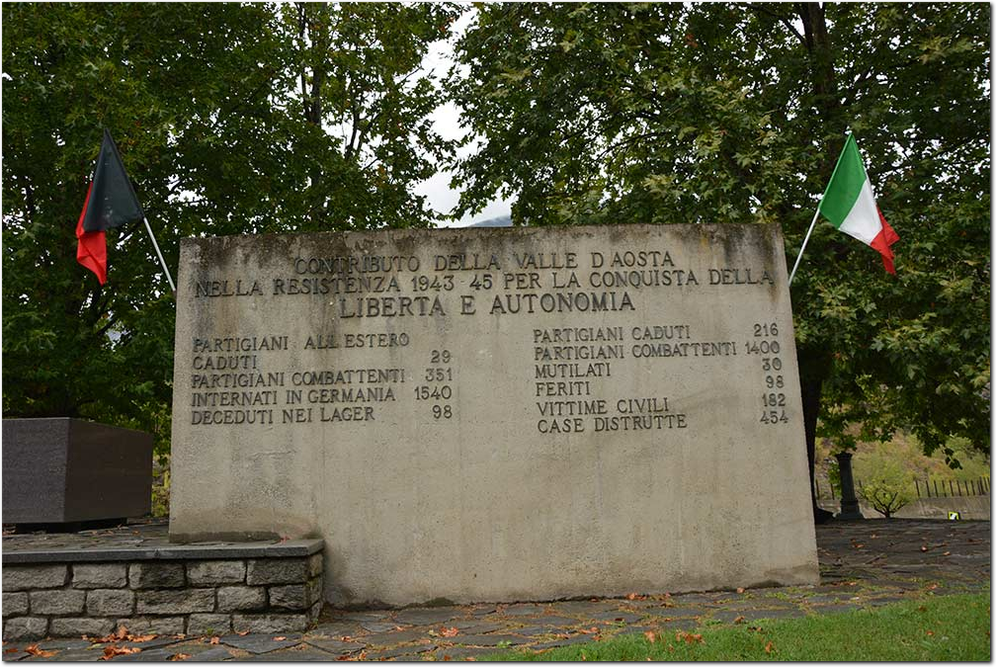 CONTRIBUTO DELLA VALLE D'AOSTA
NELLA RESISTENZA 1943-45 PER LA CONQUISTA DELLA
LIBERTA E AUTONOMIA
PARTIGIANI ALL'ESTERO
CADUTI 29
PARTIGIANI COMBATTENTI 351
INTERNATI IN GERMANIA 1540
DECEDUTI NEI LAGER 98
PARTIGIANI CADUTI 216
PARTIGIANI COMBATTENTI 1400
MUTILATI 30
FERITI 98
VITTIME CIVILI 182
CASE DISTRUTTE 454